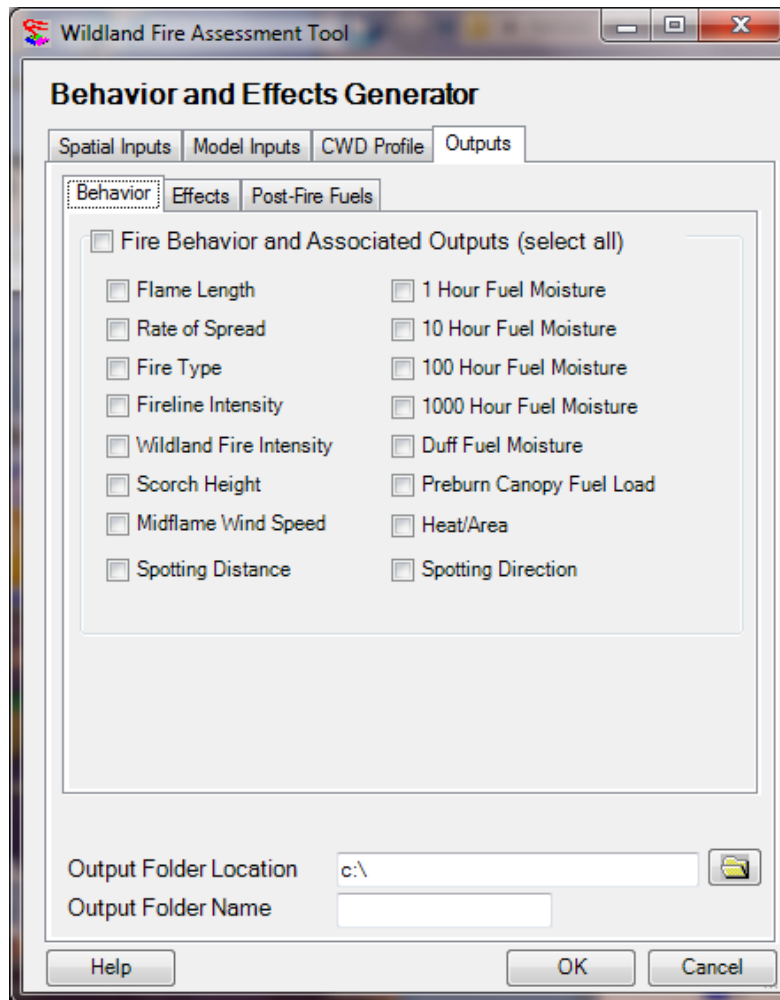 Wildland Fire Assessment Tool
Behavior and Effects Generator
Spatial Inputs Model Inputs CWD Profile Outputs
Behavior Effects Post-Fire Fuels
Fire Behavior and Associated Outputs (select all)
Flame Length 1 Hour Fuel Moisture
Rate of Spread 10 Hour Fuel Moisture
Fire Type 100 Hour Fuel Moisture
Fireline Intensity 1000 Hour Fuel Moisture
Wildland Fire Intensity Duff Fuel Moisture
Scorch Height Preburn Canopy Fuel Load
Midflame Wind Speed Heat/Area
Spotting Distance Spotting Direction
Output Folder Location c:\
Output Folder Name
Help OK Cancel